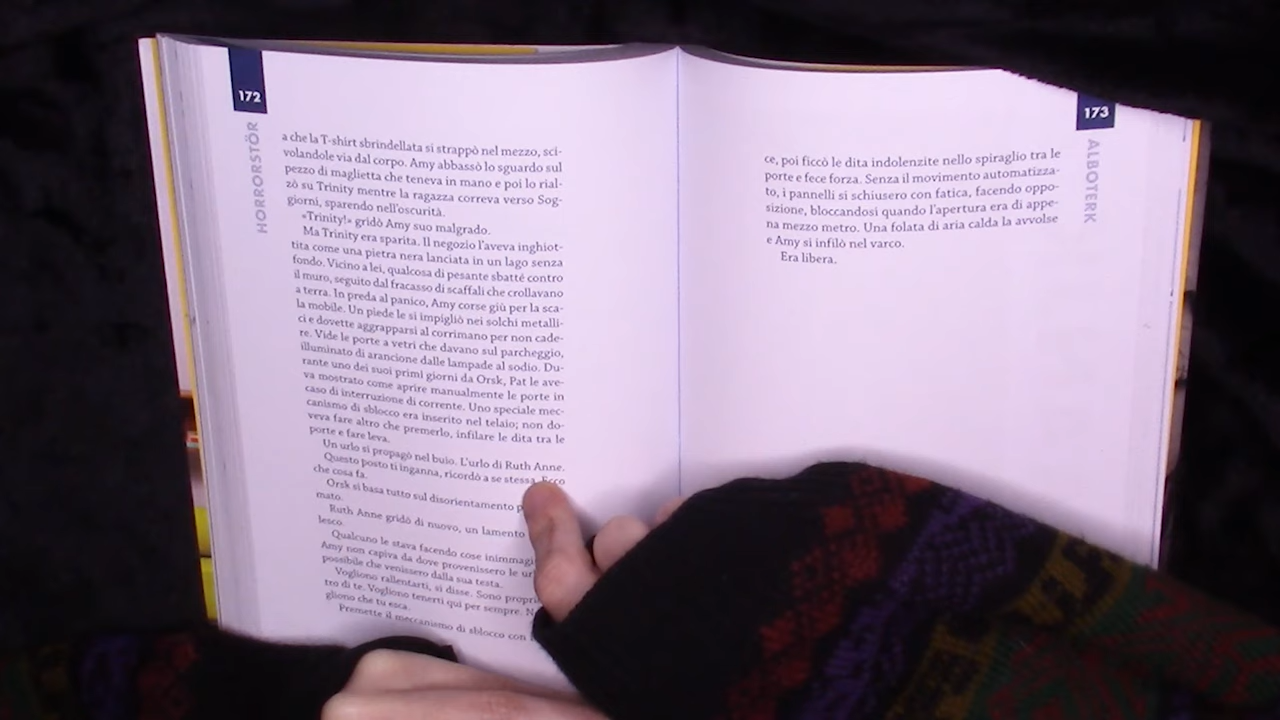 172
HORRORSTÖR
a che la T-shirt sbrindellata si strappò nel mezzo, sci-
volandole via dal corpo. Amy abbassò lo sguardo sul
pezzo di maglietta che teneva in mano e poi lo rial-
zò su Trinity mentre la ragazza correva verso Sog-
giorni, sparendo nell'oscurità.
«Trinity!» gridò Amy suo malgrado.
Ma Trinity era sparita. Il negozio l'aveva inghiot-
tita come una pietra nera lanciata in un lago senza
fondo. Vicino a lei, qualcosa di pesante sbatté contro
il muro, seguito dal fracasso di scaffali che crollavano
a terra. In preda al panico, Amy corse giù per la sca-
la mobile. Un piede le si impigliò nei solchi metalli-
ci e dovette aggrapparsi al corrimano per non cade-
re. Vide le porte a vetri che davano sul parcheggio,
illuminato di arancione dalle lampade al sodio. Du-
rante uno dei suoi primi giorni da Orsk, Pat le ave-
va mostrato come aprire manualmente le porte in
caso di interruzione di corrente. Uno speciale mec-
canismo di sblocco era inserito nel telaio; non do-
veva fare altro che premerlo, infilare le dita tra le
porte e fare leva.
Un urlo si propagò nel buio. L'urlo di Ruth Anne.
Questo posto ti inganna, ricordò a se stessa. Ecco
che cosa fa.
Orsk si basa tutto sul disorientamento
mato.
Ruth Anne gridò di nuovo, un lamento
lesco.
Qualcuno le stava facendo cose
Amy non capiva da dove provenissero le
possibile che venissero dalla sua testa.
Vogliono rallentarti, si disse. Sono
tro di te. Vogliono tenerti qui per sempre.
gliono che tu esca.
Premette il meccanismo di sblocco con
173
ALBOTERK
ce, poi ficcò le dita indolenzite nello spiraglio tra le
porte e fece forza. Senza il movimento automatizza-
to, i pannelli si schiusero con fatica, facendo oppo-
sizione, bloccandosi quando l'apertura era di appe-
na mezzo metro. Una folata di aria calda la avvolse
e Amy si infilò nel varco.
Era libera.